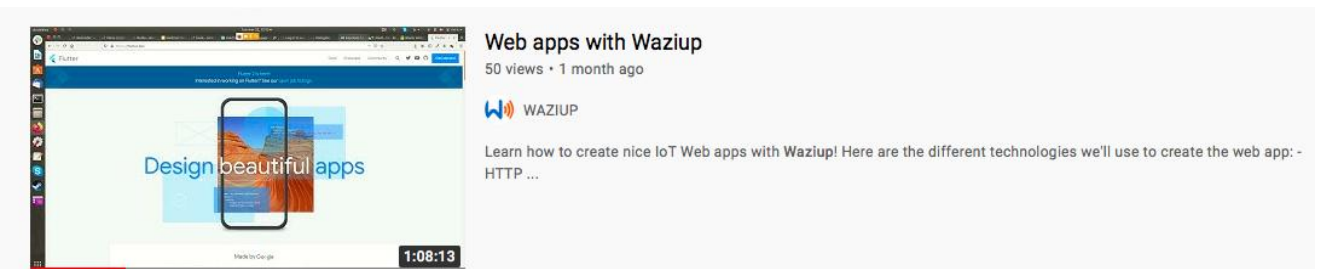 Flutter
Design beautiful apps
Made by Google
1:08:13
Web apps with Waziup
50 views • 1 month ago
WAZIUP
Learn how to create nice IoT Web apps with Waziup! Here are the different technologies we'll use to create the web app: -
HTTP ...